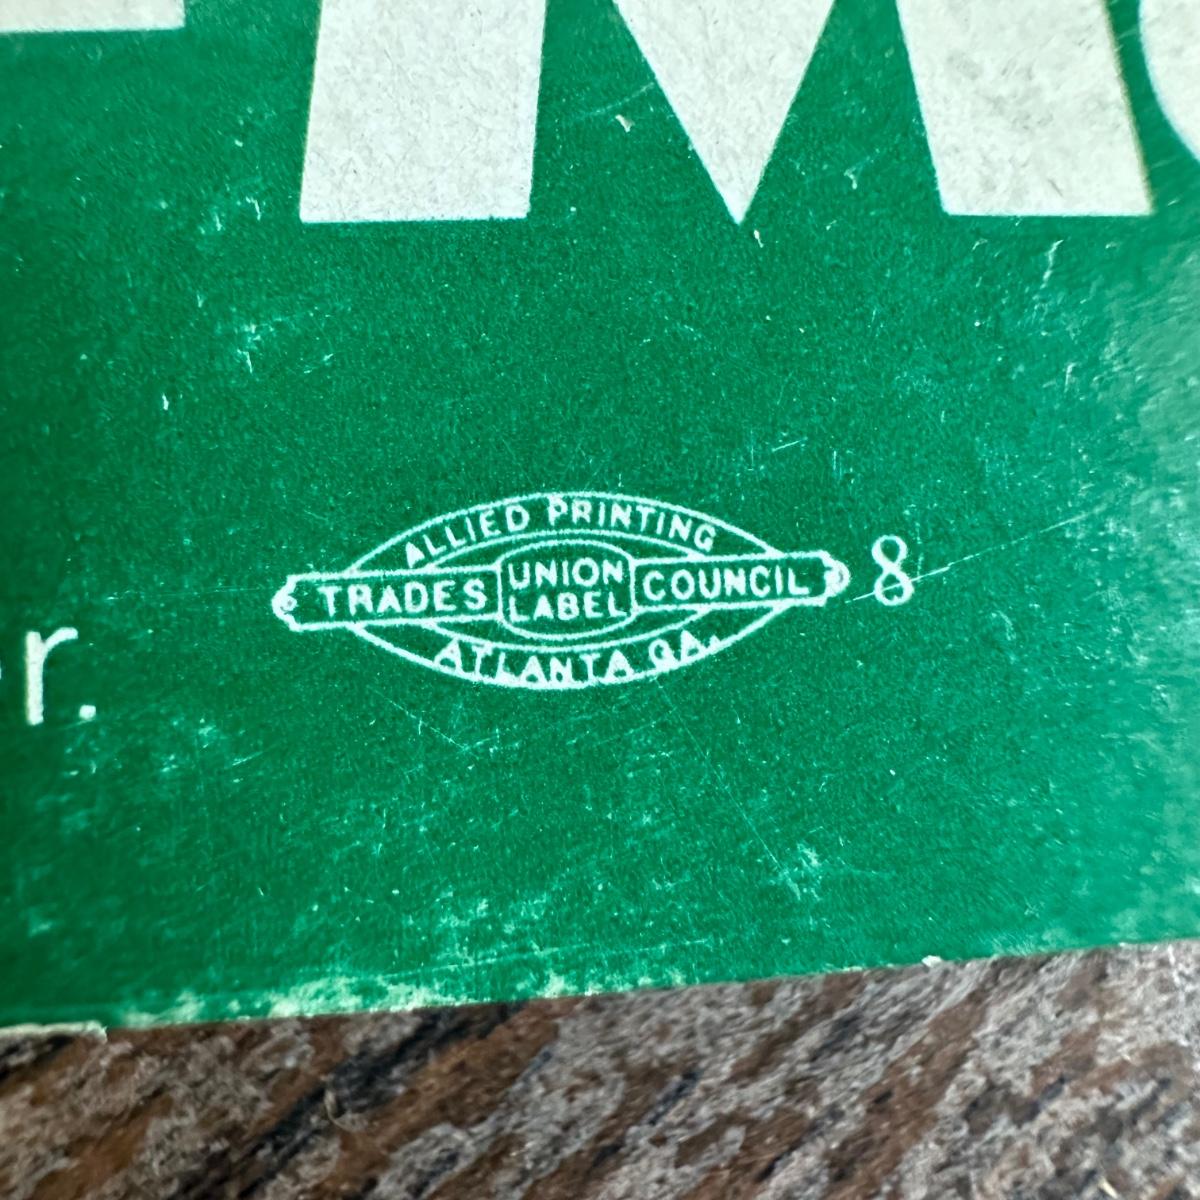 M
ALLIED PRINTING
TRADES UNION LABEL COUNCIL 8
ATLANTA GA.
r.